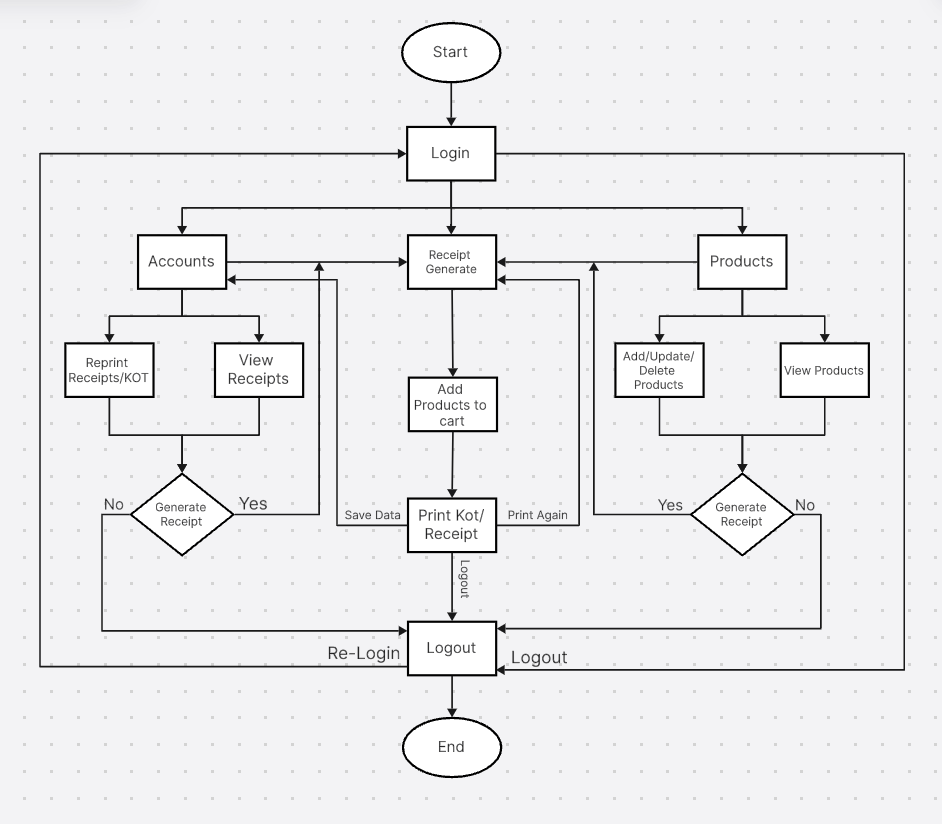 Start
Login
Accounts
Receipt
Generate
Products
Reprint
Receipts/KOT
View
Receipts
Add
Products to
cart
Add/Update/
Delete
Products
View Products
No
Generate
Receipt
Yes
Save Data
Print Kot/
Receipt
Print Again
Yes
Generate
Receipt
No
Logout
Logout
Re-Login
Logout
End